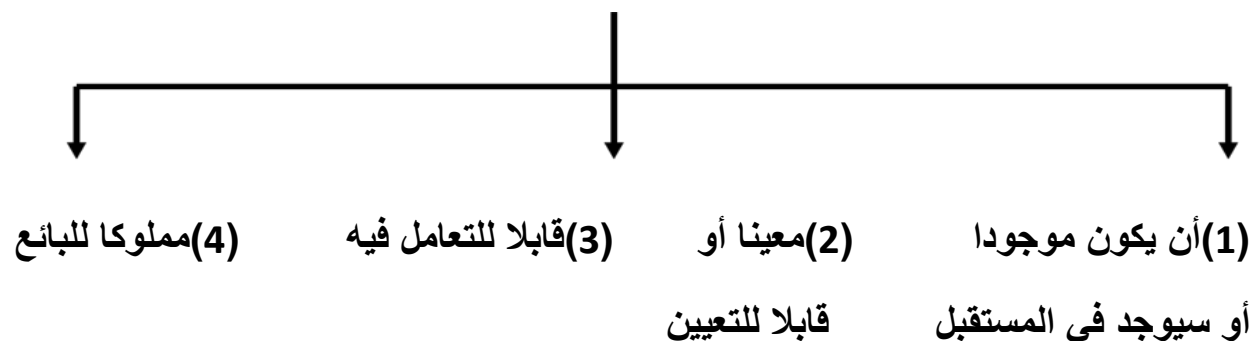 (1)أن يكون موجودا (2)معينا أو (3)قابلا للتعامل فيه (4)مملوكا للبائع
أو سيوجد في المستقبل قابلا للتعيين